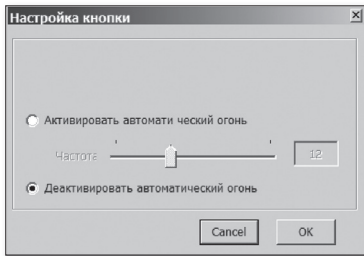 Настройка кнопки
Активировать автомати ческий огонь
Частота
12
Деактивировать автоматический огонь
Cancel
OK